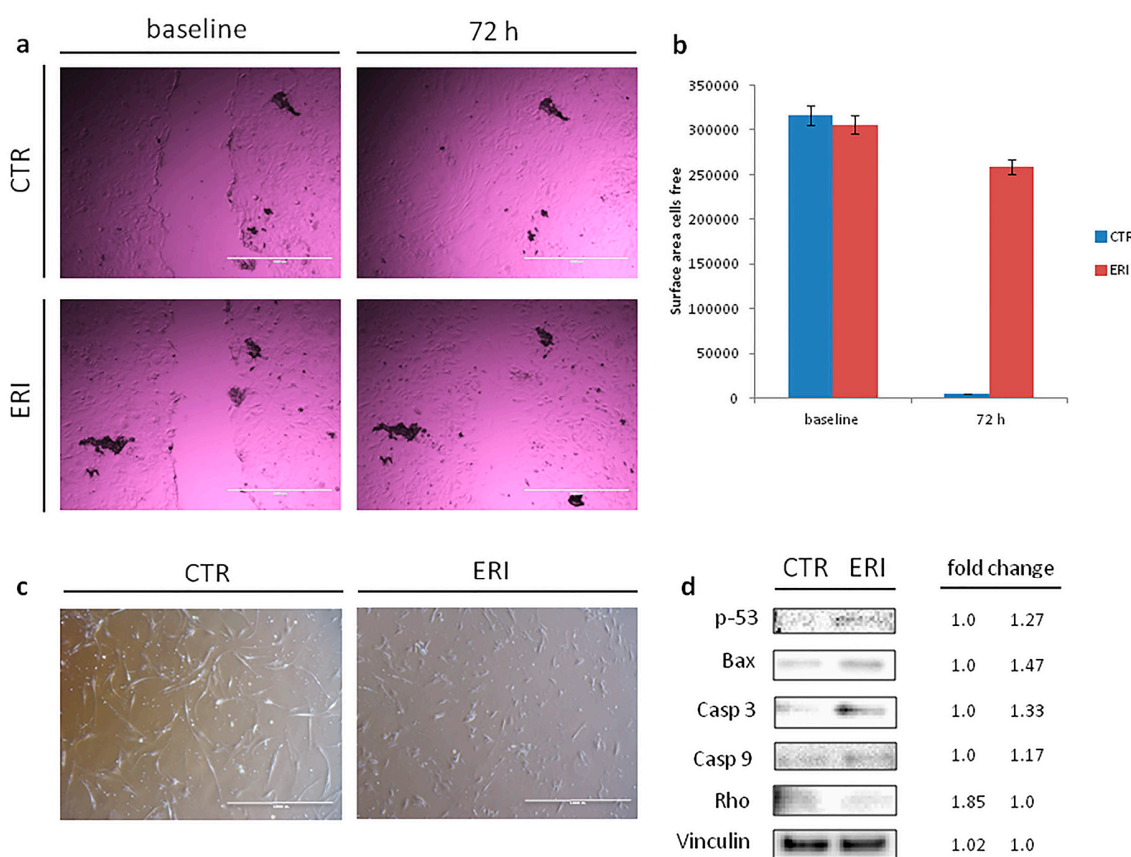 a
baseline 72 h
CTR
ERI
b
350000
300000
250000
200000
150000
100000
50000
0
Surface area cells free
baseline 72 h
CTR
ERI
c
CTR ERI
d
CTR ERI fold change
p-53 1.0 1.27
Bax 1.0 1.47
Casp 3 1.0 1.33
Casp 9 1.0 1.17
Rho 1.85 1.0
Vinculin 1.02 1.0